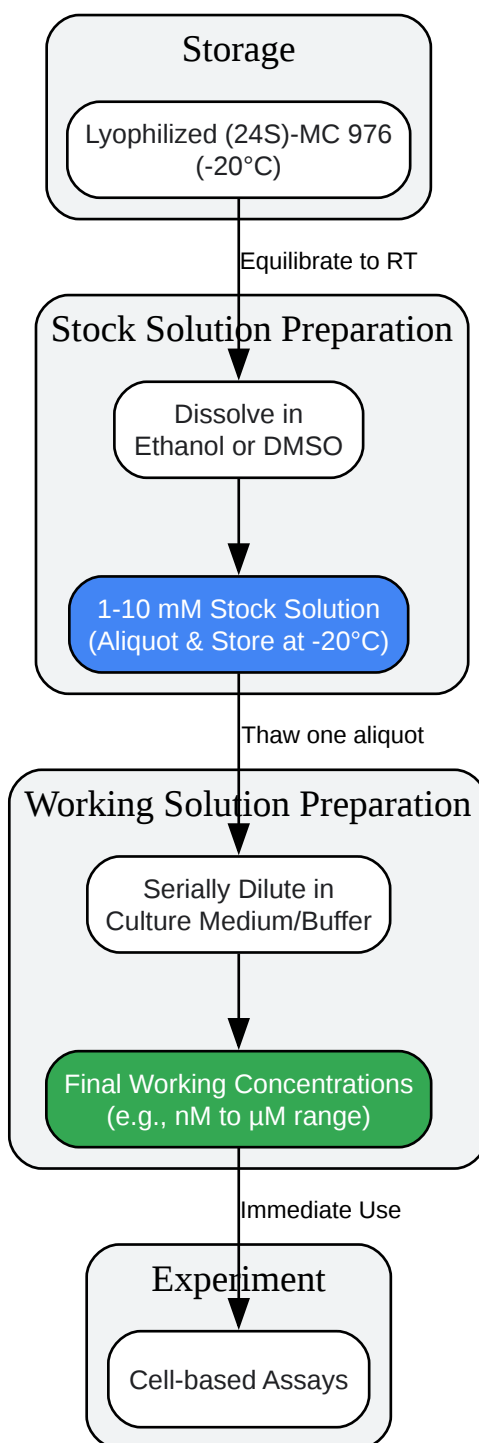 Storage
Lyophilized (24S)-MC 976
(-20°C)
Equilibrate to RT
Stock Solution Preparation
Dissolve in
Ethanol or DMSO
1-10 mM Stock Solution
(Aliquot & Store at -20°C)
Thaw one aliquot
Working Solution Preparation
Serially Dilute in
Culture Medium/Buffer
Final Working Concentrations
(e.g., nM to µM range)
Immediate Use
Experiment
Cell-based Assays